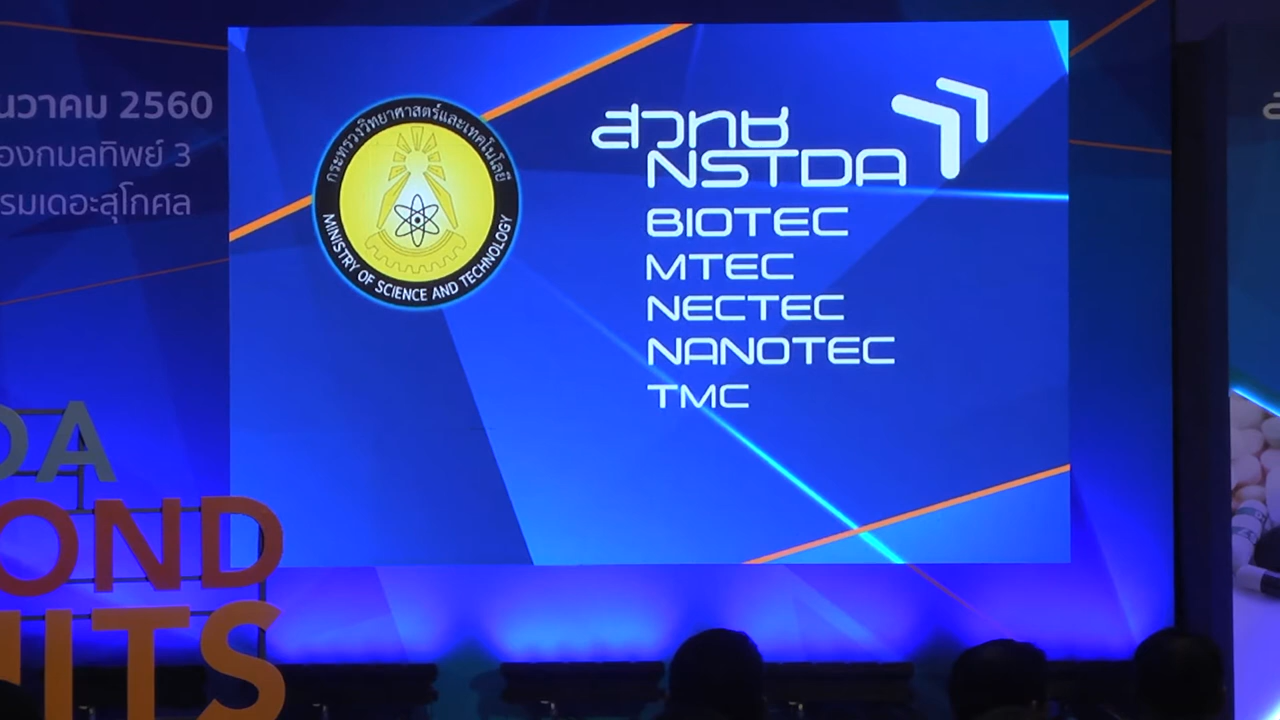 นวาคม 2560
องกมลทิพย์ 3
รมเดอะสุโกศล
กระทรวงวิทยาศาสตร์และเทคโนโลยี
MINISTRY OF SCIENCE AND TECHNOLOGY
สวทช
NSTDA
BIOTEC
MTEC
NECTEC
NANOTEC
TMC
DA
OND
ITS